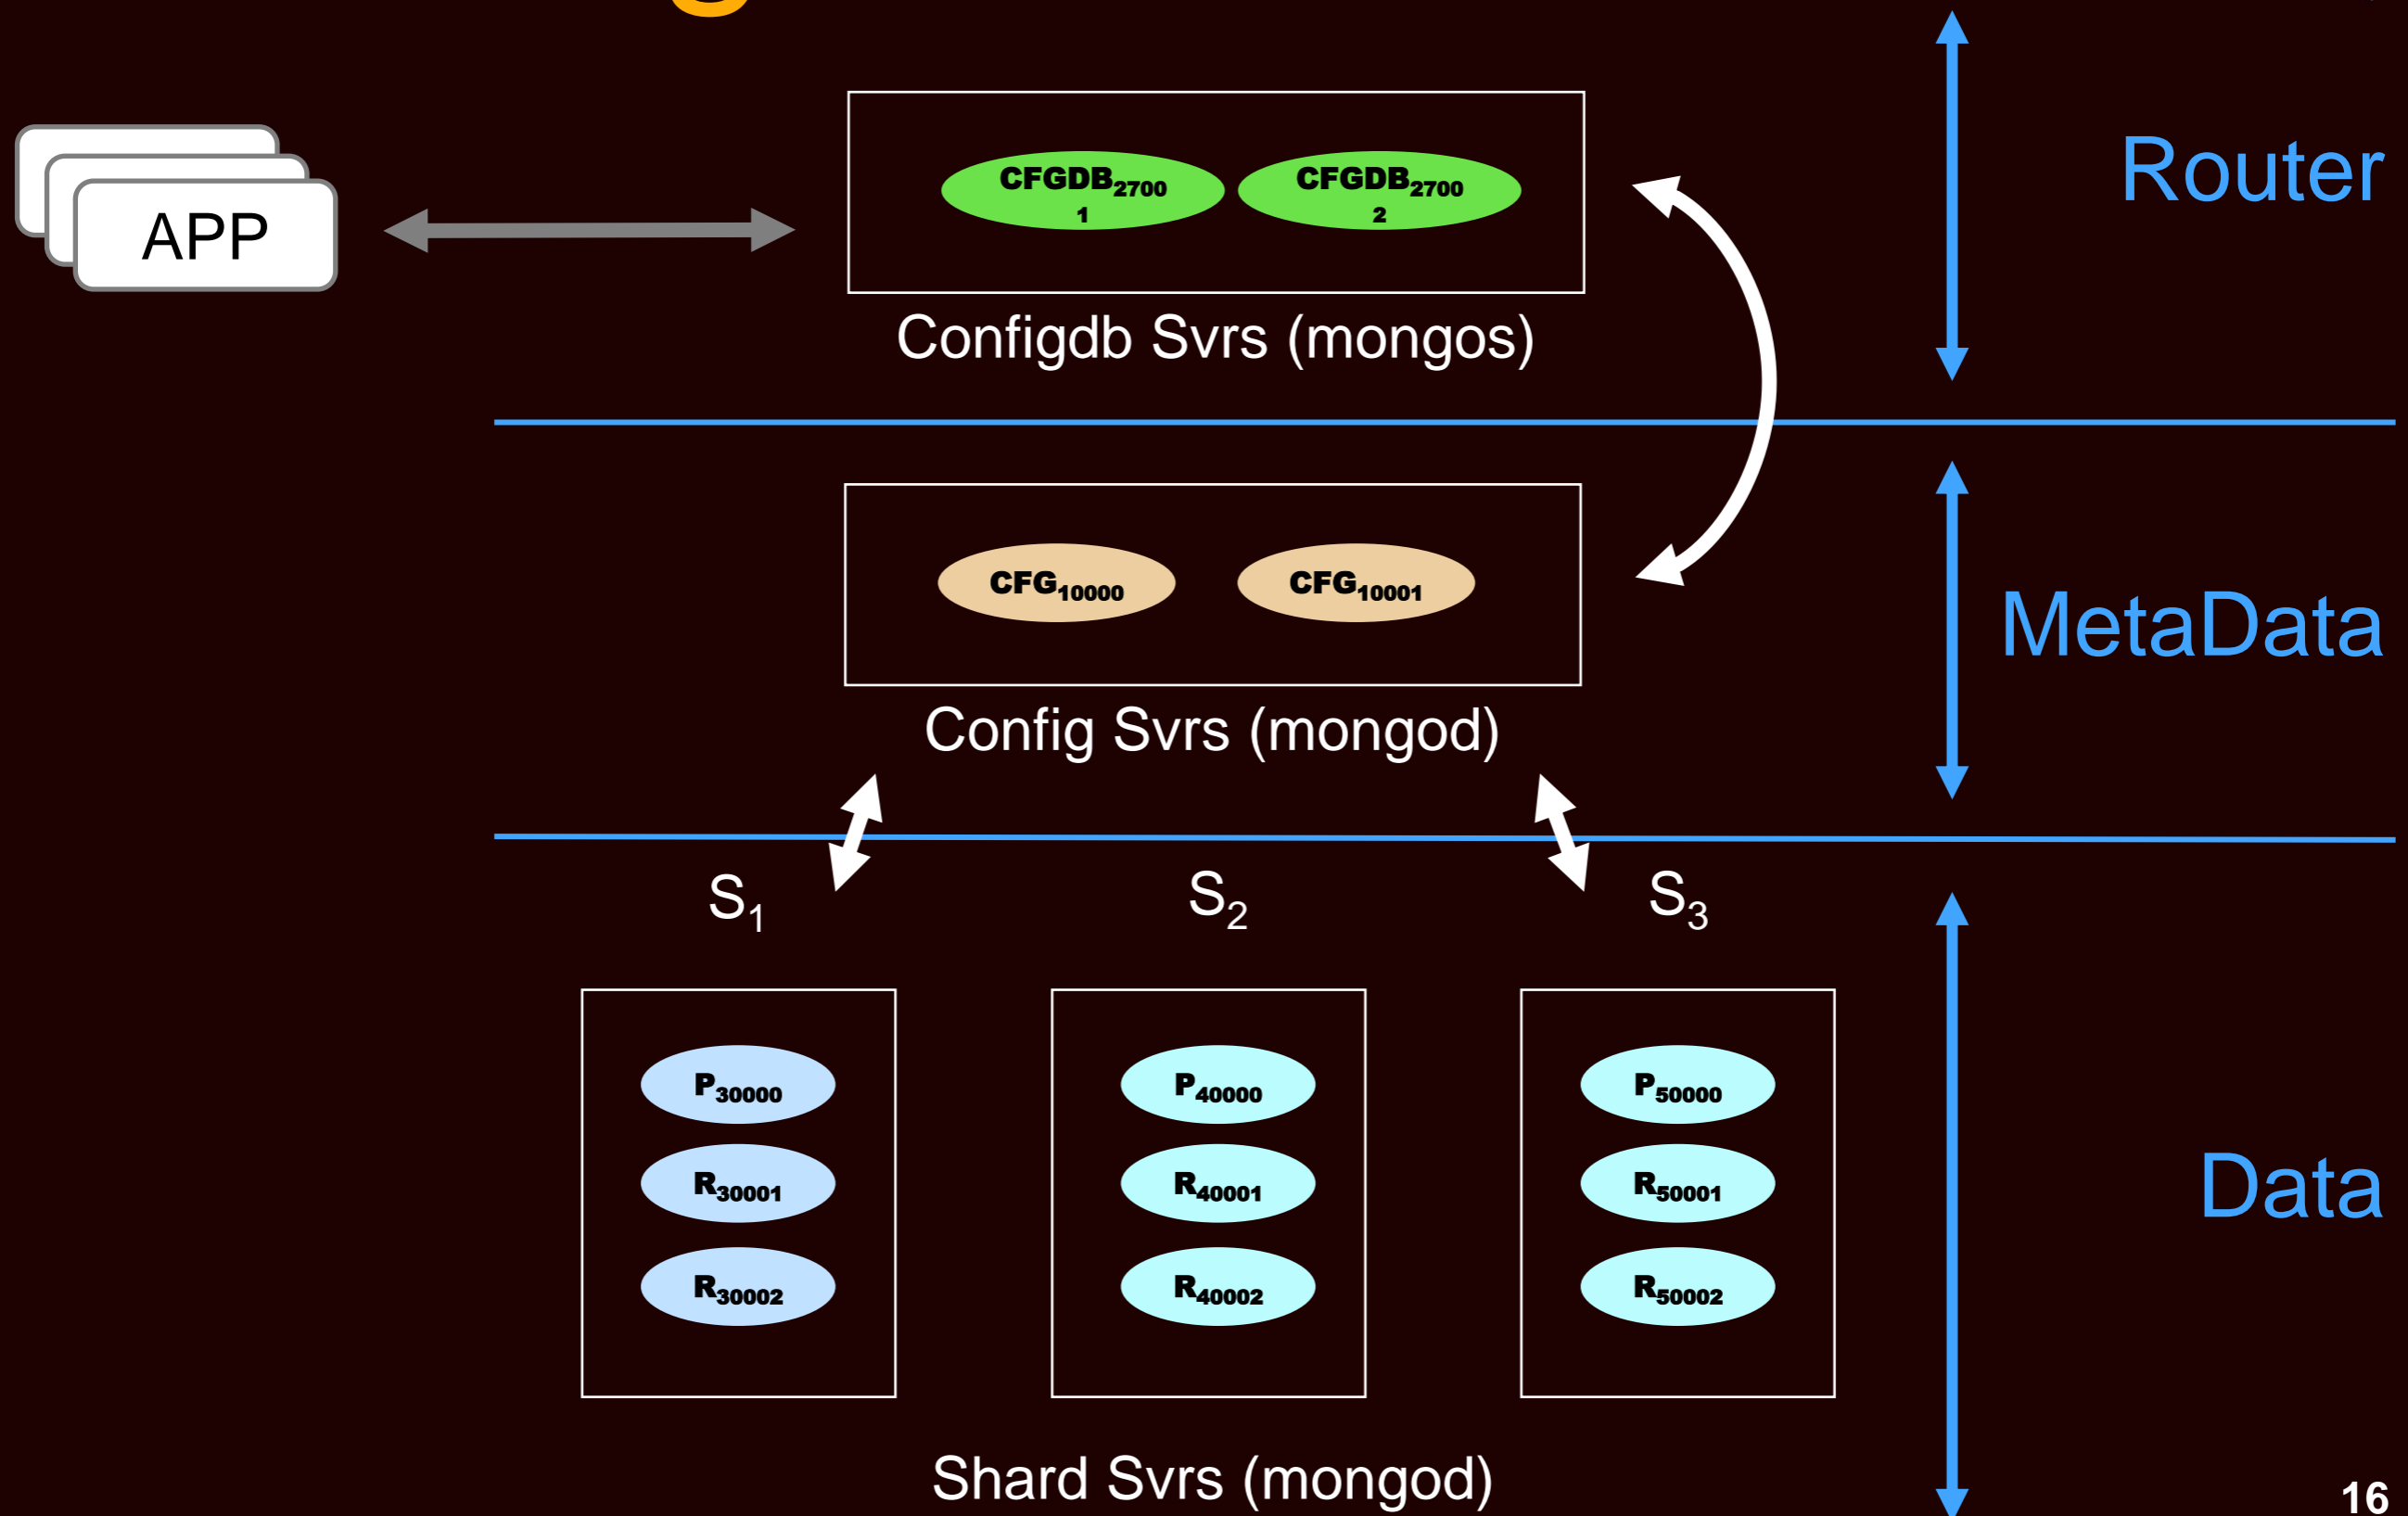 Router
APP
CFGDB2700
1
CFGDB2700
2
Configdb Svrs (mongos)
MetaData
CFG10000
CFG10001
Config Svrs (mongod)
S1
S2
S3
P30000
P40000
P50000
R30001
R40001
R50001
Data
R30002
R40002
R50002
Shard Svrs (mongod)
16